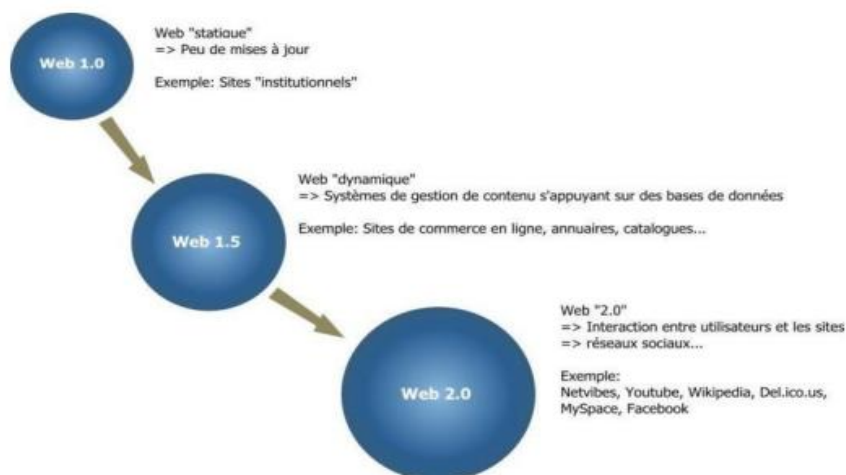 Web 1.0
Web "statique"
=> Peu de mises à jour
Exemple: Sites "institutionnels"
Web 1.5
Web "dynamique"
=> Systèmes de gestion de contenu s'appuyant sur des bases de données
Exemple: Sites de commerce en ligne, annuaires, catalogues...
Web 2.0
Web "2.0"
=> Interaction entre utilisateurs et les sites
=> réseaux sociaux...
Exemple:
Netvibes, Youtube, Wikipedia, Del.ico.us,
MySpace, Facebook